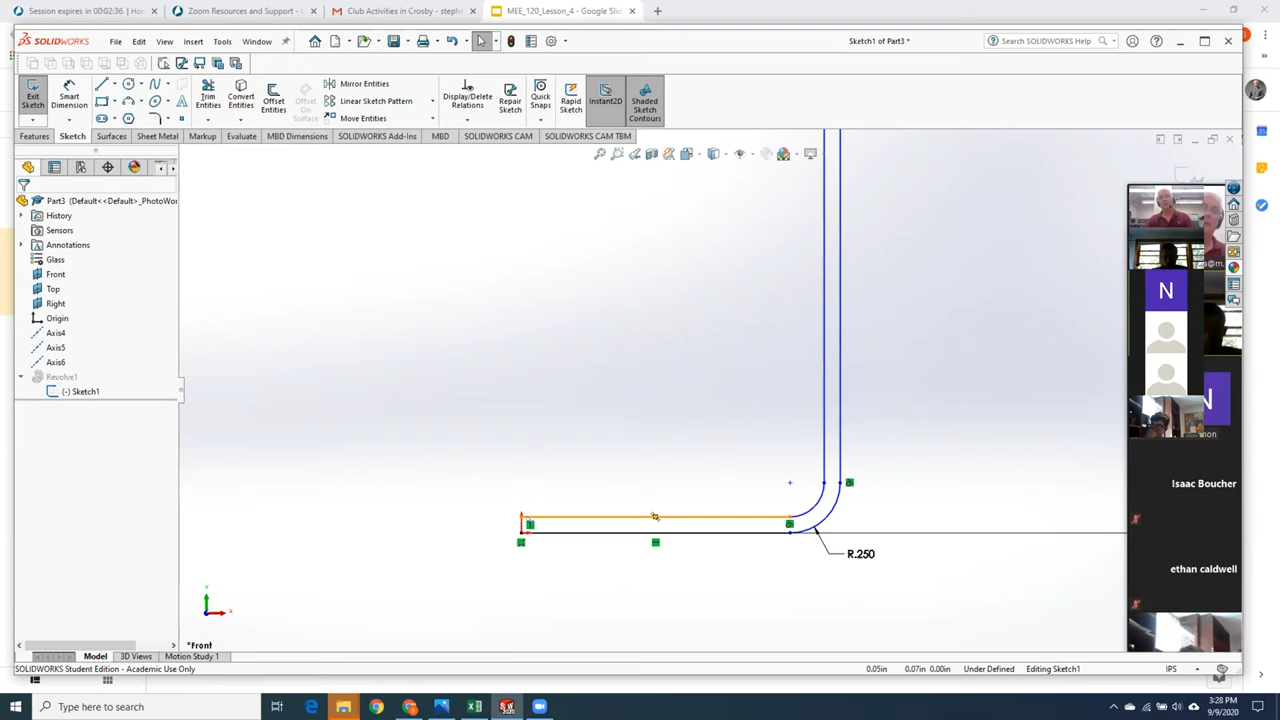 Session expires in 00:02:36.
Zoom Resources and Support -
Club Activities in Crosby - steph
MEE_120_Lesson_4 - Google Slid
SOLIDWORKS
File
Edit
View
Insert
Tools
Window
Sketch1 of Part3 *
Search SOLIDWORKS Help
Exit Sketch
Smart Dimension
Trim Entities
Convert Entities
Offset Entities
Offset On Surface
Mirror Entities
Linear Sketch Pattern
Move Entities
Display/Delete Relations
Repair Sketch
Quick Snaps
Rapid Sketch
Instant2D
Shaded Sketch Contours
Features
Sketch
Surfaces
Sheet Metal
Markup
Evaluate
MBD Dimensions
SOLIDWORKS Add-Ins
MBD
SOLIDWORKS CAM
SOLIDWORKS CAM TBM
Part3 (Default<<Default>_PhotoWo
History
Sensors
Annotations
Glass
Front
Top
Right
Origin
Axis4
Axis5
Axis6
Revolve1
(-) Sketch1
R.250
Y
X
*Front
N
N
mon
Isaac Boucher
ethan caldwell
Model
3D Views
Motion Study 1
SOLIDWORKS Student Edition - Academic Use Only
0.05in
0.07in 0.00in
Under Defined
Editing Sketch1
IPS
Type here to search
3:28 PM
9/9/2020